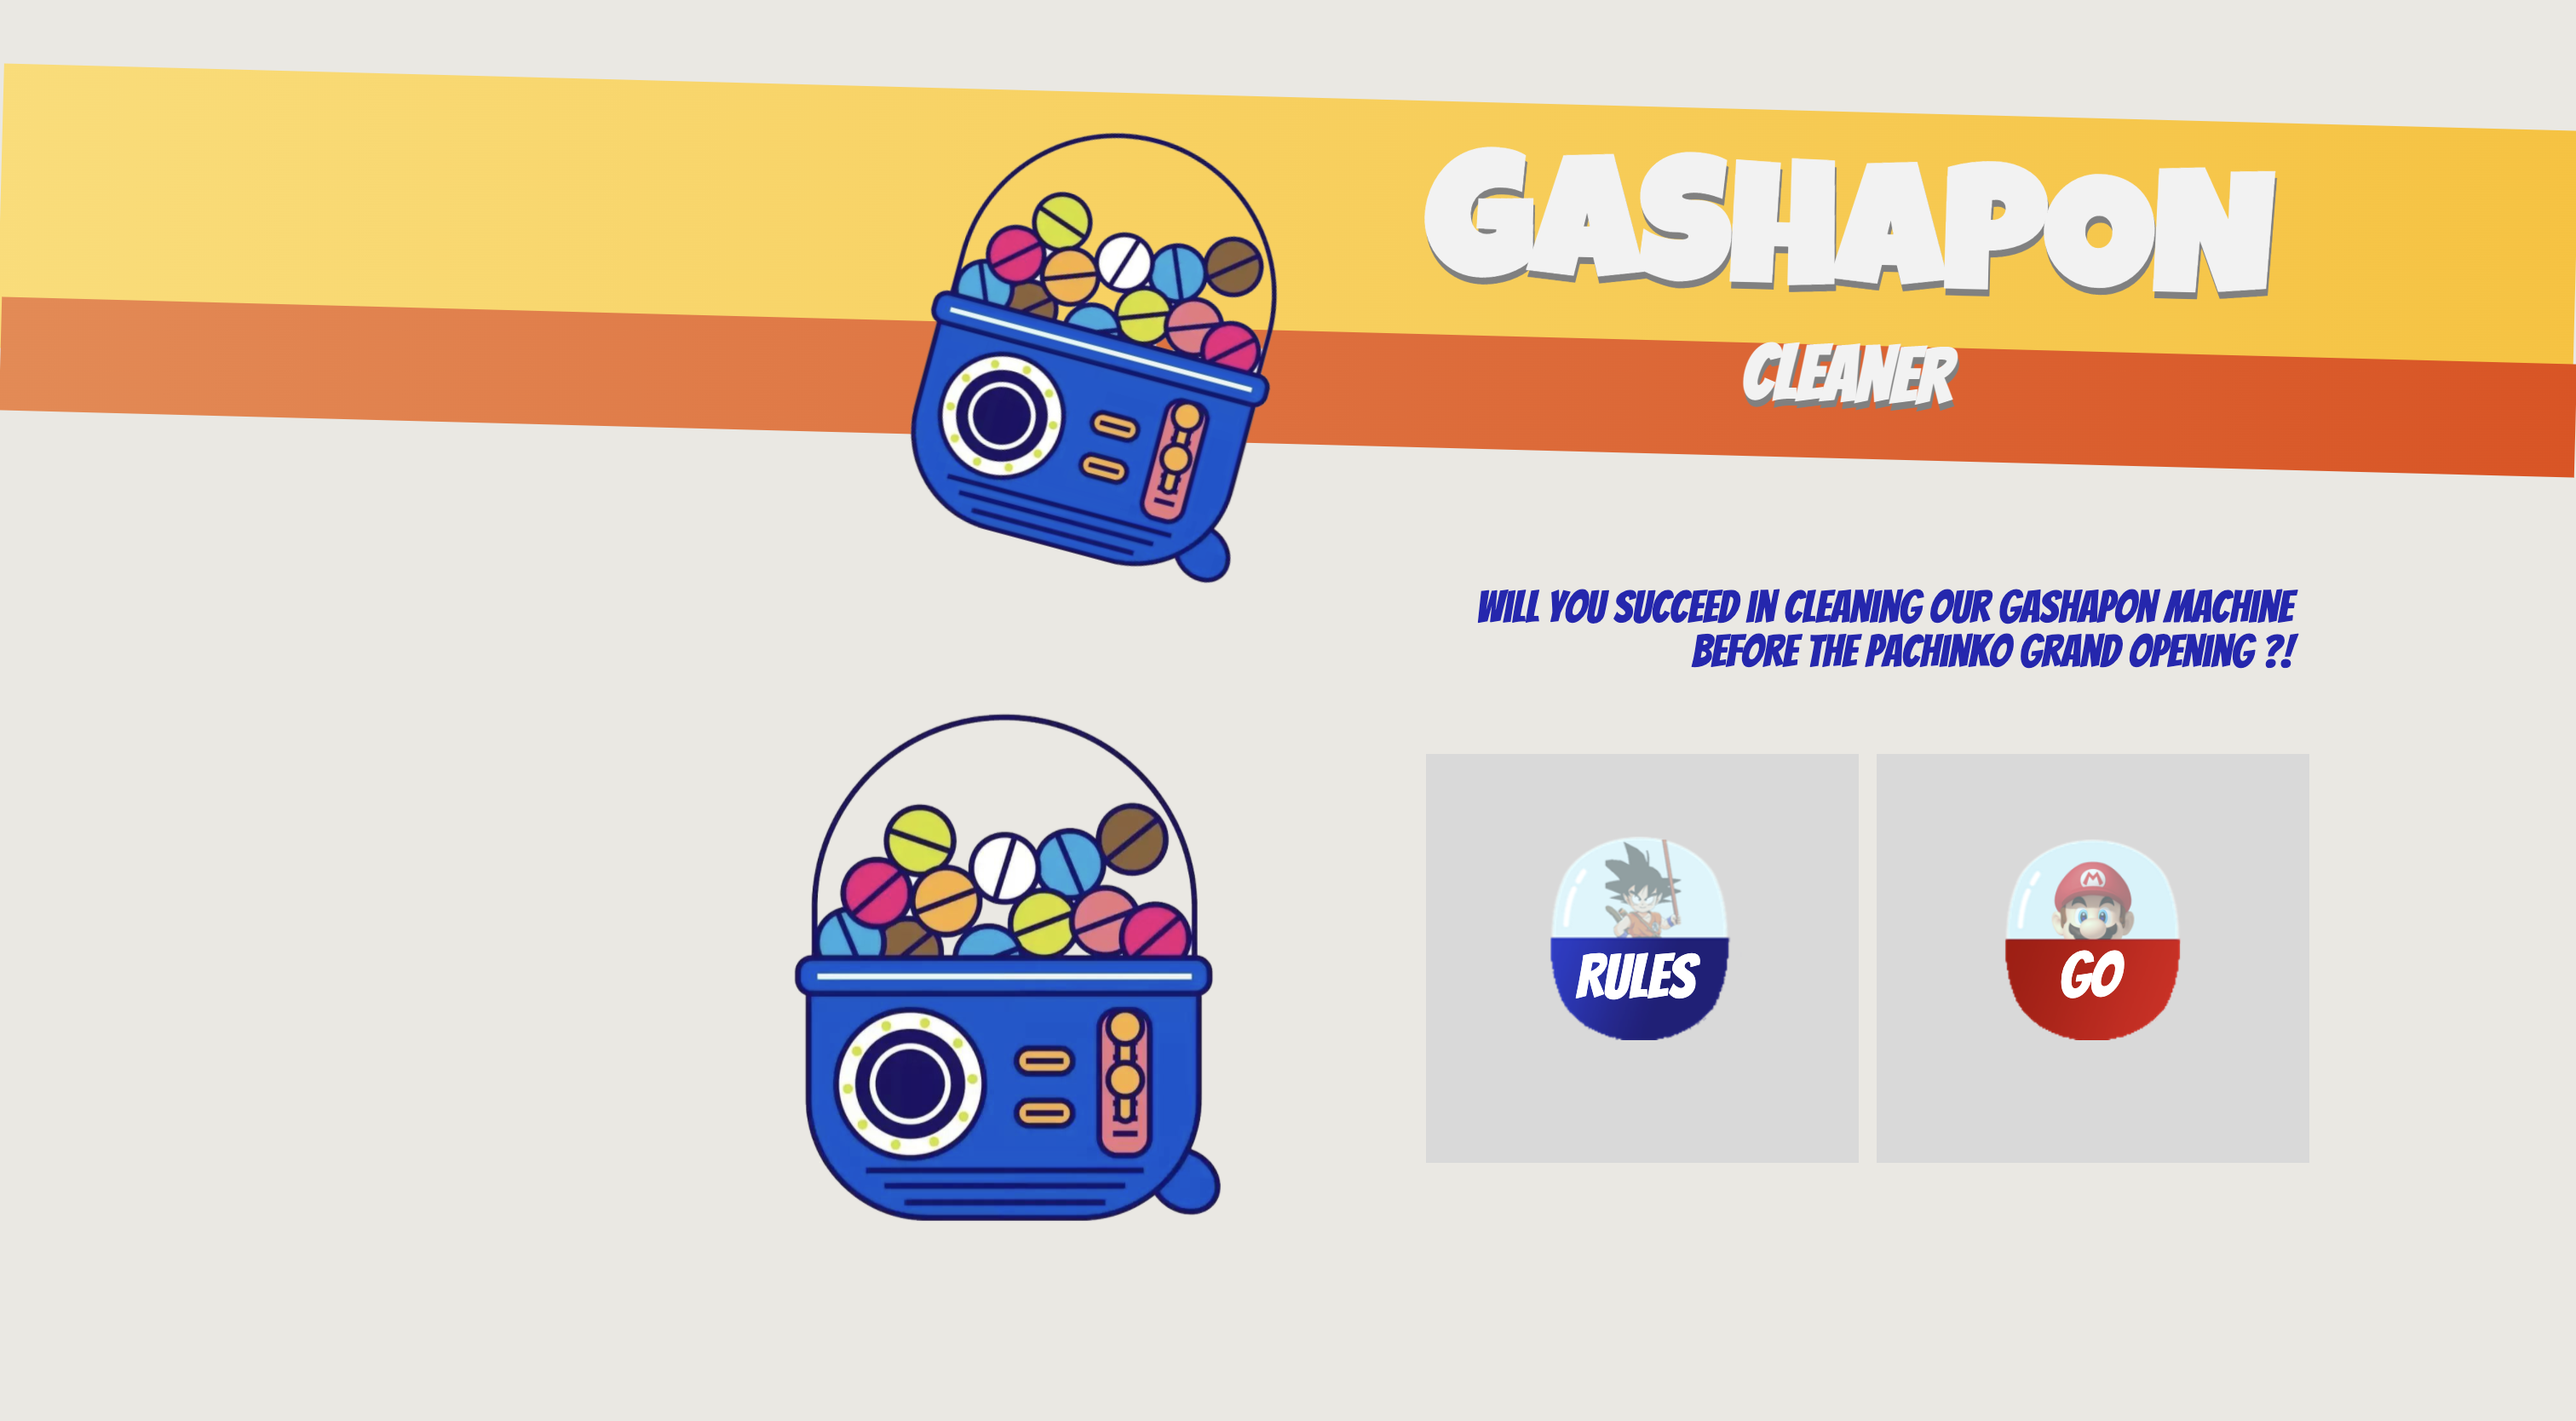 GASHAPON
CLEANER
WILL YOU SUCCEED IN CLEANING OUR GASHAPON MACHINE
BEFORE THE PACHINKO GRAND OPENING ?!
RULES
M
GO